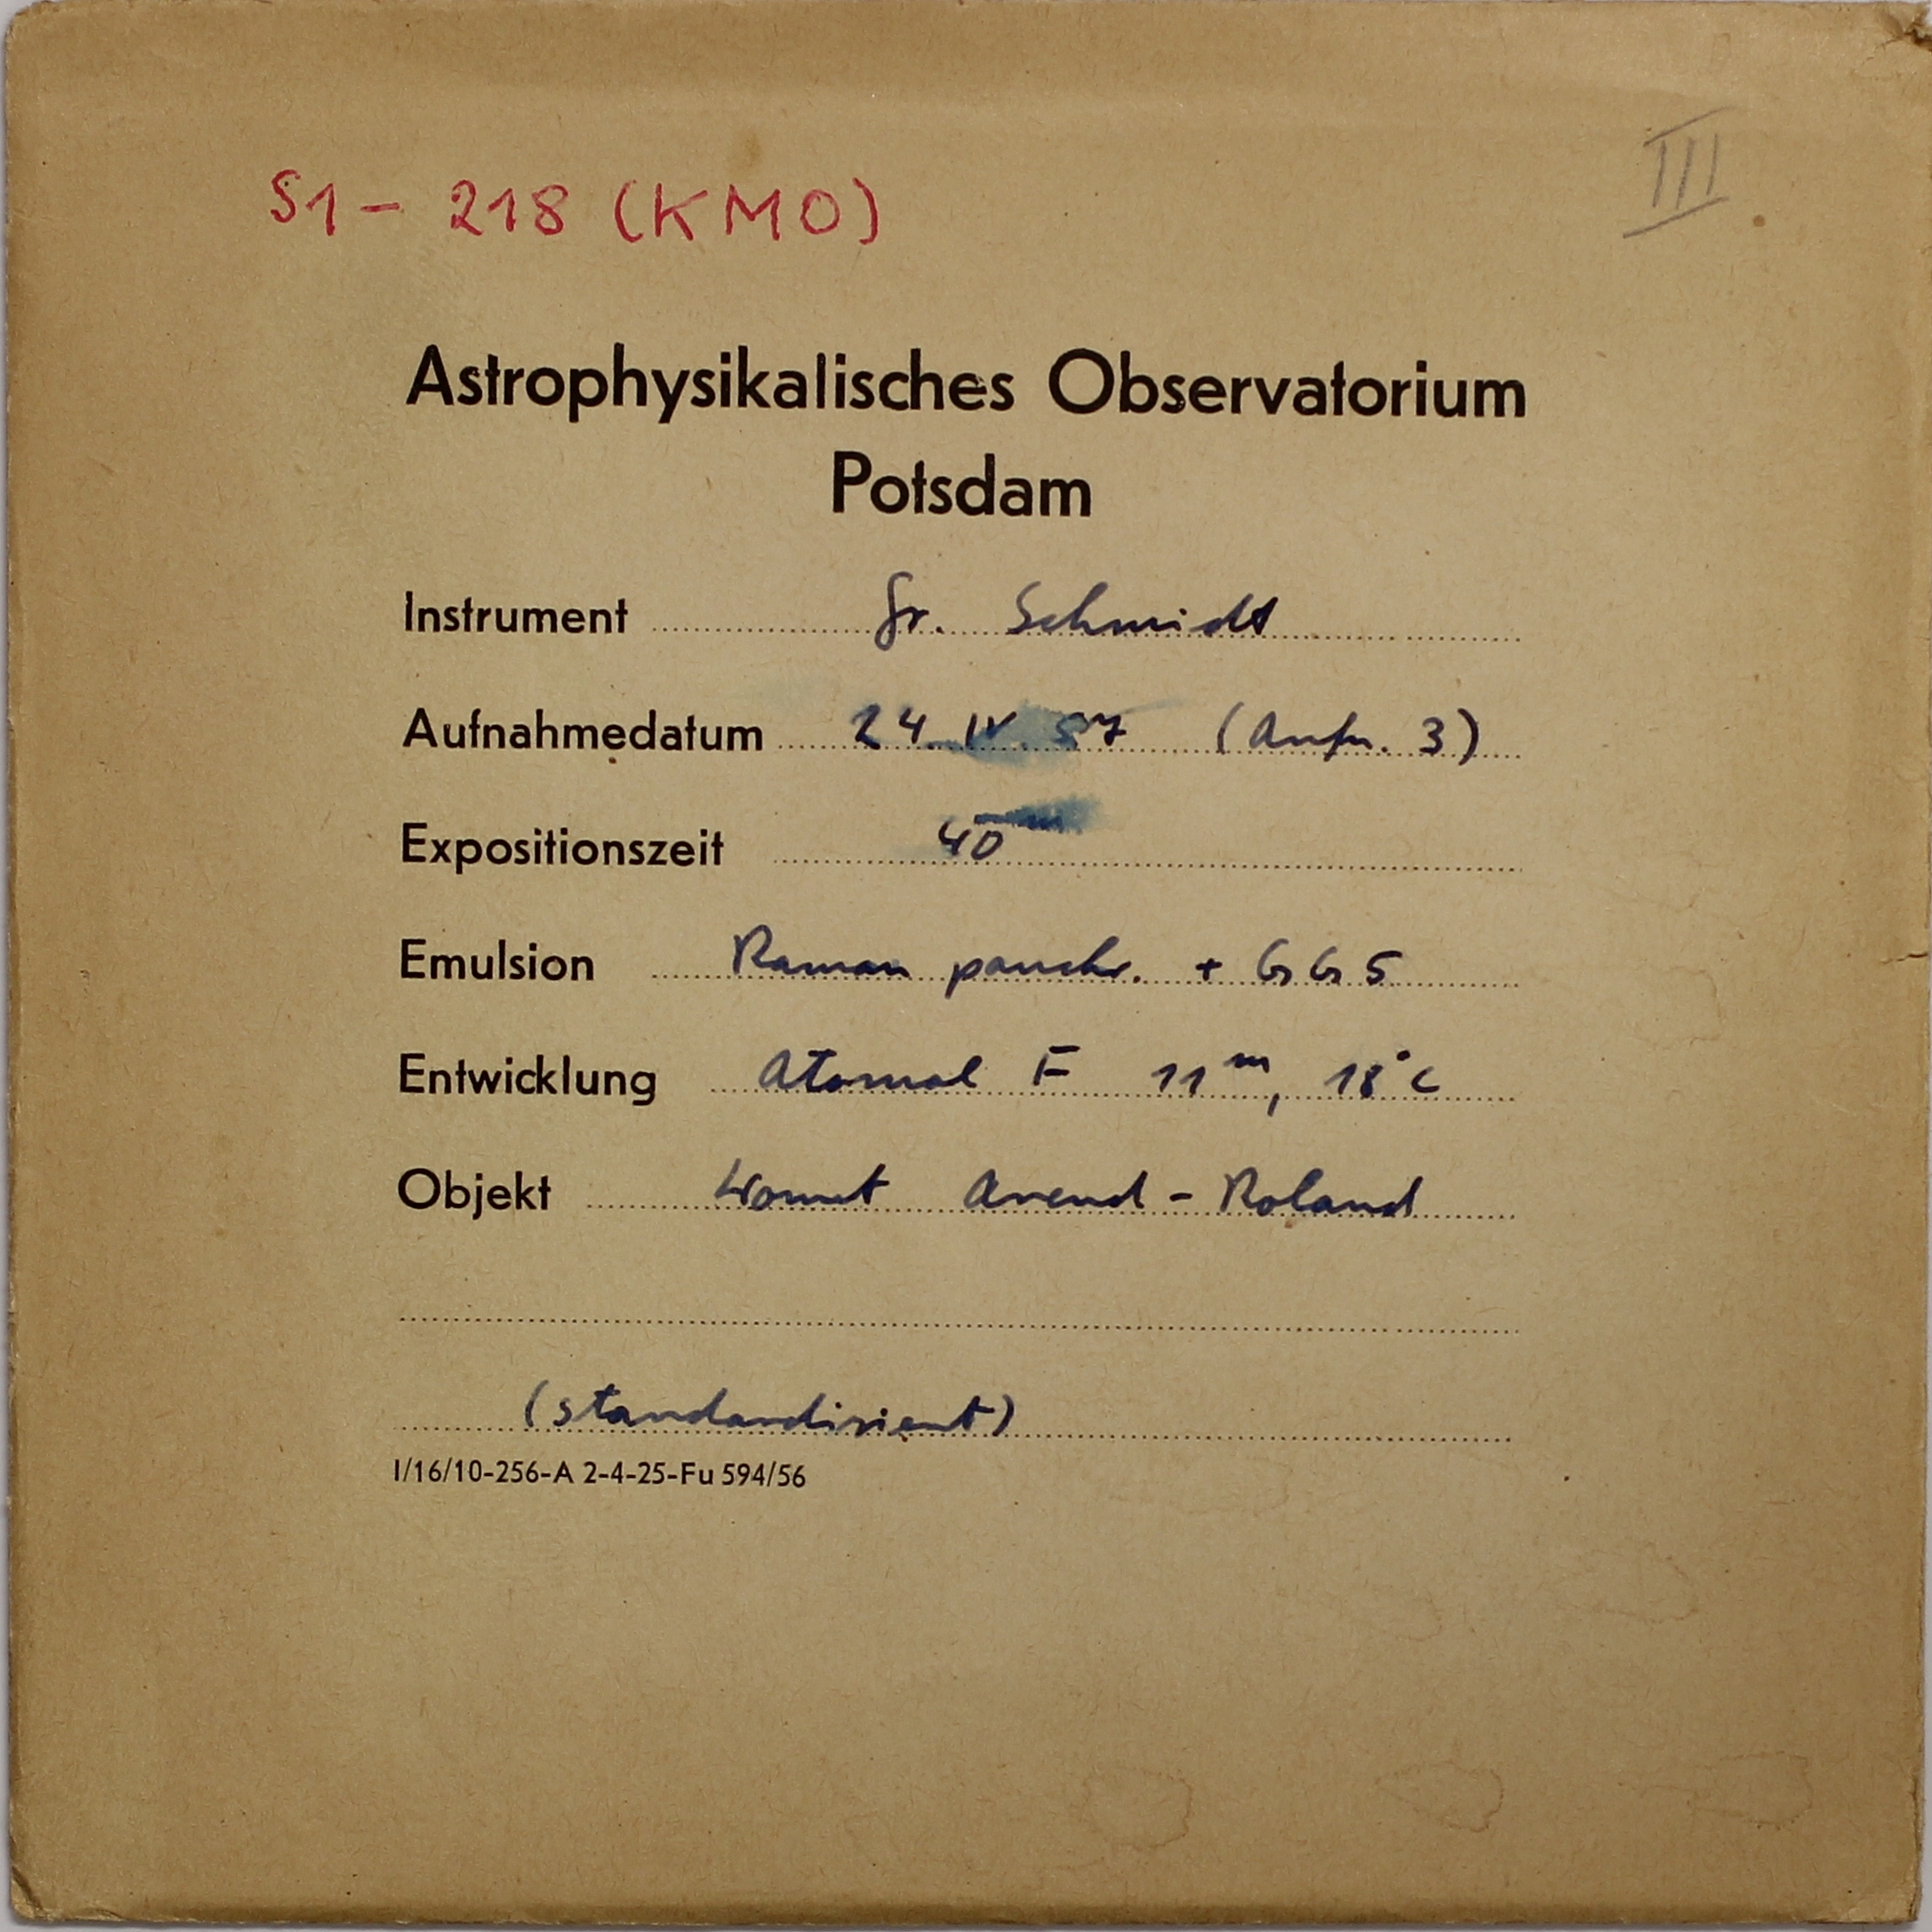 S1 - 218 (KMO)
III
Astrophysikalisches Observatorium
Potsdam
Instrument Gr. Schmidt
Aufnahmedatum 24. IV. 57 (Aufn. 3)
Expositionszeit 40 m
Emulsion Raman panchr. + GG 5
Entwicklung Atomal F 11 m, 18°C
Objekt Komet Arend - Roland
(standardisiert)
I/16/10-256-A 2-4-25-Fu 594/56